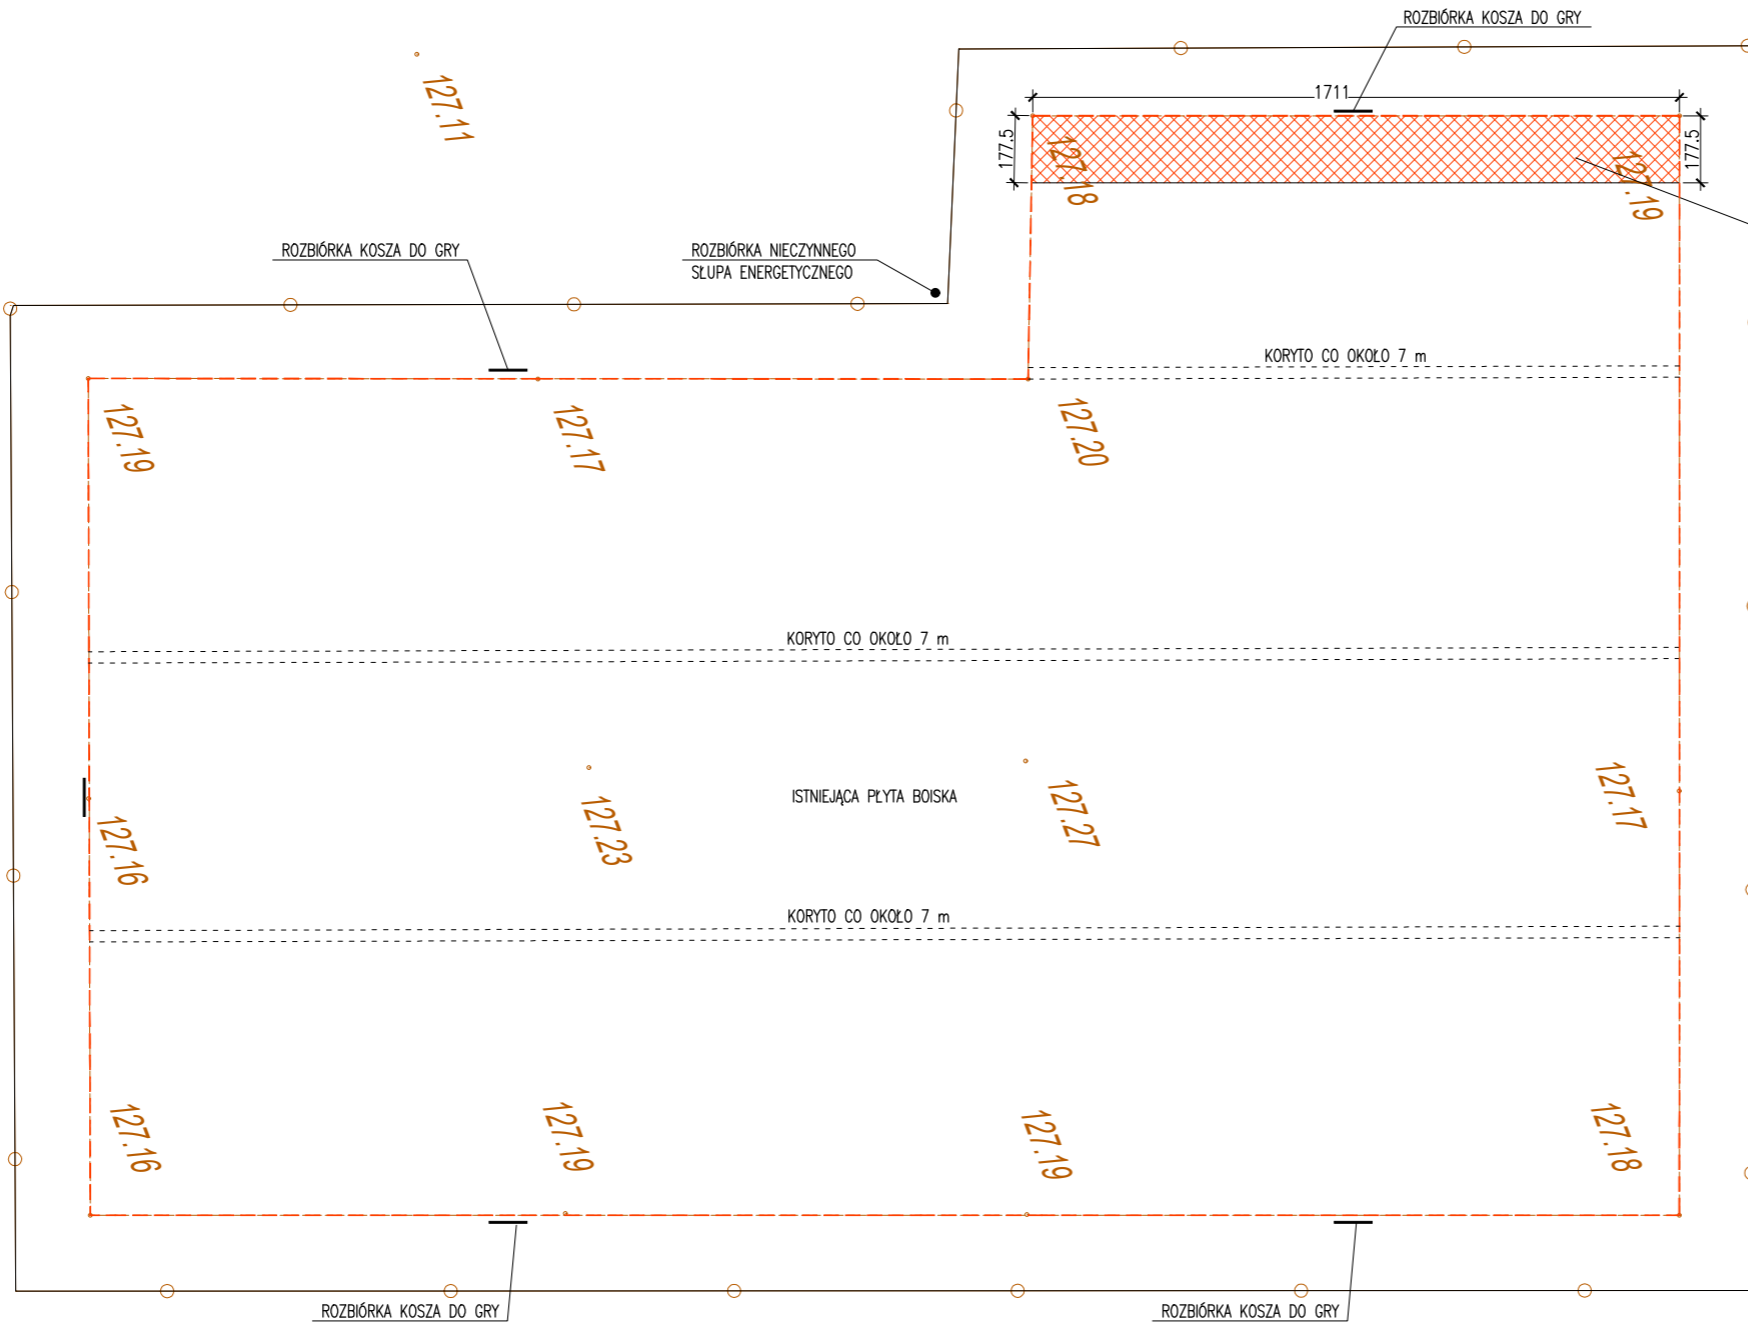 ROZBIÓRKA KOSZA DO GRY
127.11
1711
177.5
177.5
127.18
127.19
ROZBIÓRKA KOSZA DO GRY
ROZBIÓRKA NIECZYNNEGO
SŁUPA ENERGETYCZNEGO
KORYTO CO OKOŁO 7 m
127.19
127.17
127.20
KORYTO CO OKOŁO 7 m
ISTNIEJĄCA PŁYTA BOISKA
127.16
127.23
127.27
127.17
KORYTO CO OKOŁO 7 m
127.16
127.19
127.19
127.18
ROZBIÓRKA KOSZA DO GRY
ROZBIÓRKA KOSZA DO GRY